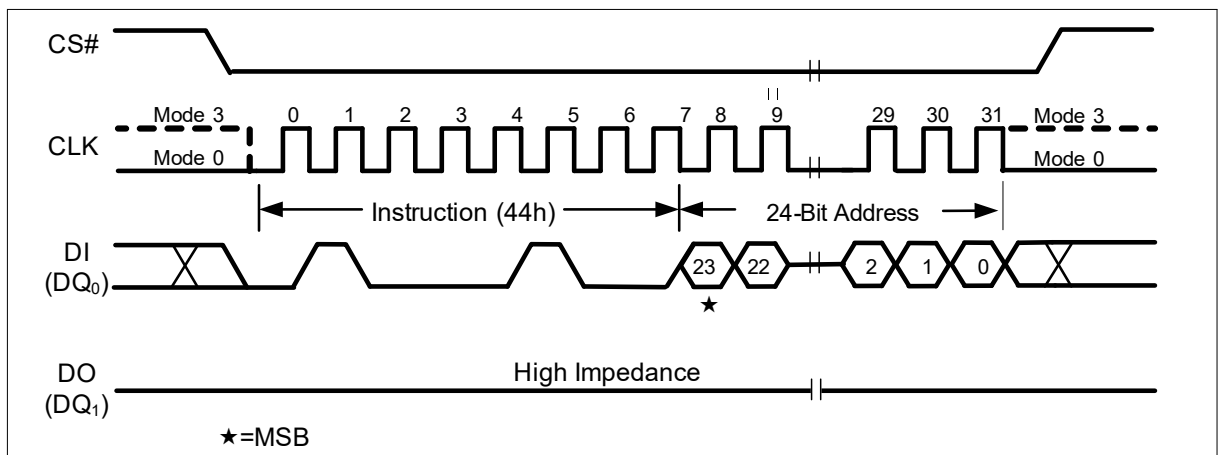 CS#
Mode 3 0 1 2 3 4 5 6 7 8 9 29 30 31 Mode 3
CLK
Mode 0 Mode 0
Instruction (44h) 24-Bit Address
DI
(DQ₀)
23 22 2 1 0
★
High Impedance
DO
(DQ₁)
★=MSB